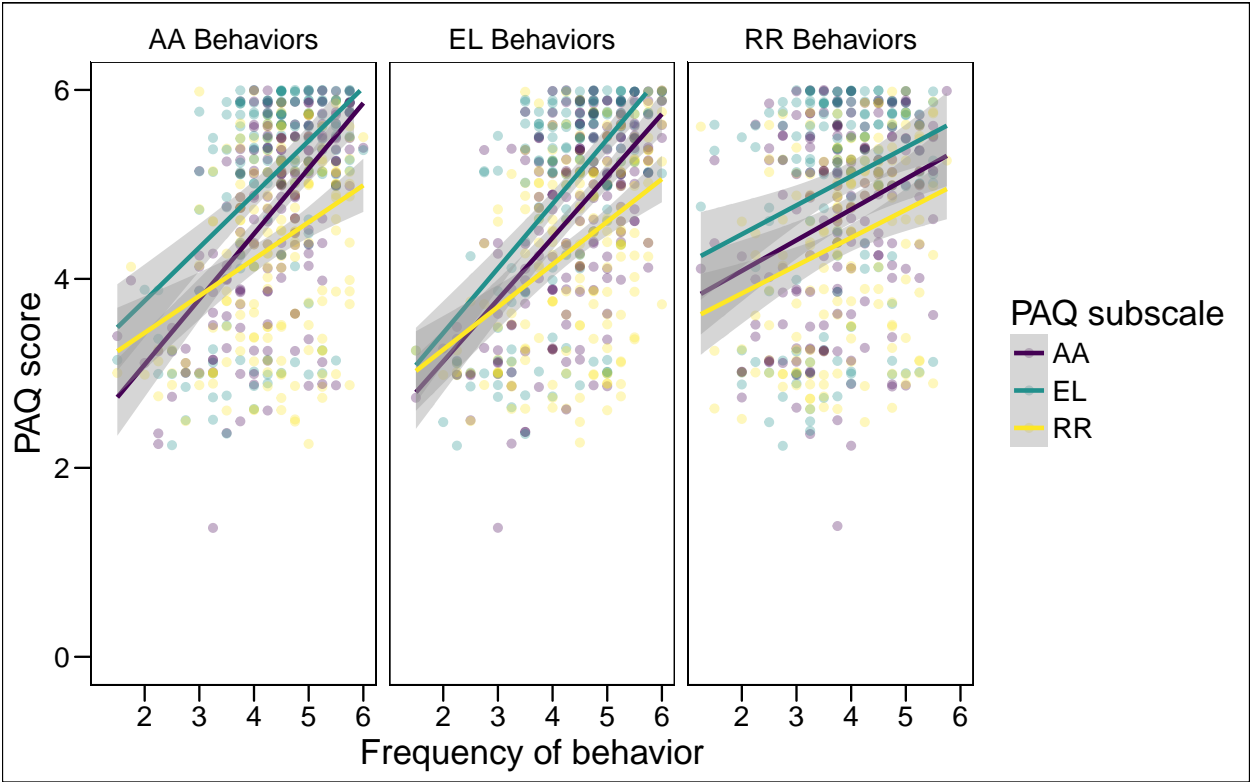 AA Behaviors
EL Behaviors
RR Behaviors
PAQ score
6
4
2
0
2 3 4 5 6
2 3 4 5 6
2 3 4 5 6
Frequency of behavior
PAQ subscale
AA
EL
RR